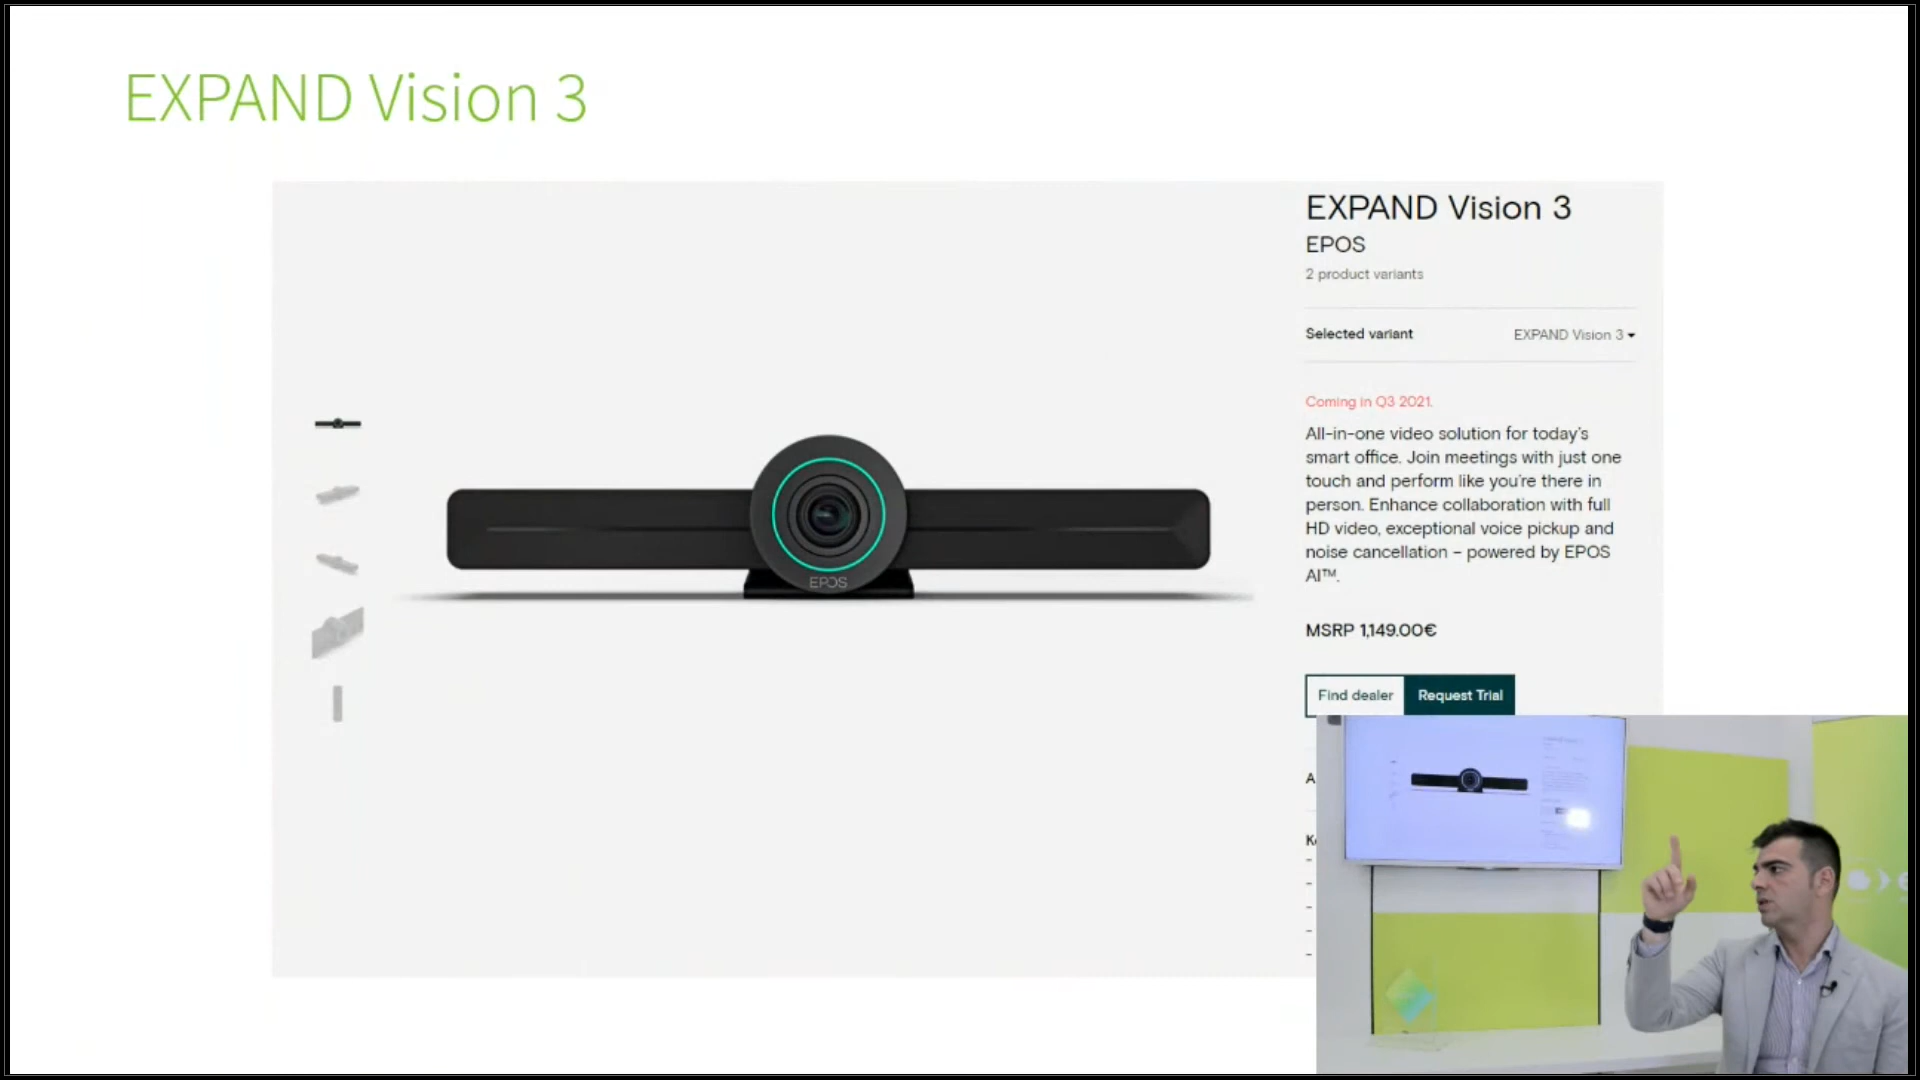 EXPAND Vision 3
EXPAND Vision 3
EPOS
2 product variants
Selected variant
EXPAND Vision 3
Coming in Q3 2021.
All-in-one video solution for today's
smart office. Join meetings with just one
touch and perform like you're there in
person. Enhance collaboration with full
HD video, exceptional voice pickup and
noise cancellation – powered by EPOS
AI™.
EPOS
MSRP 1,149.00€
Find dealer
Request Trial